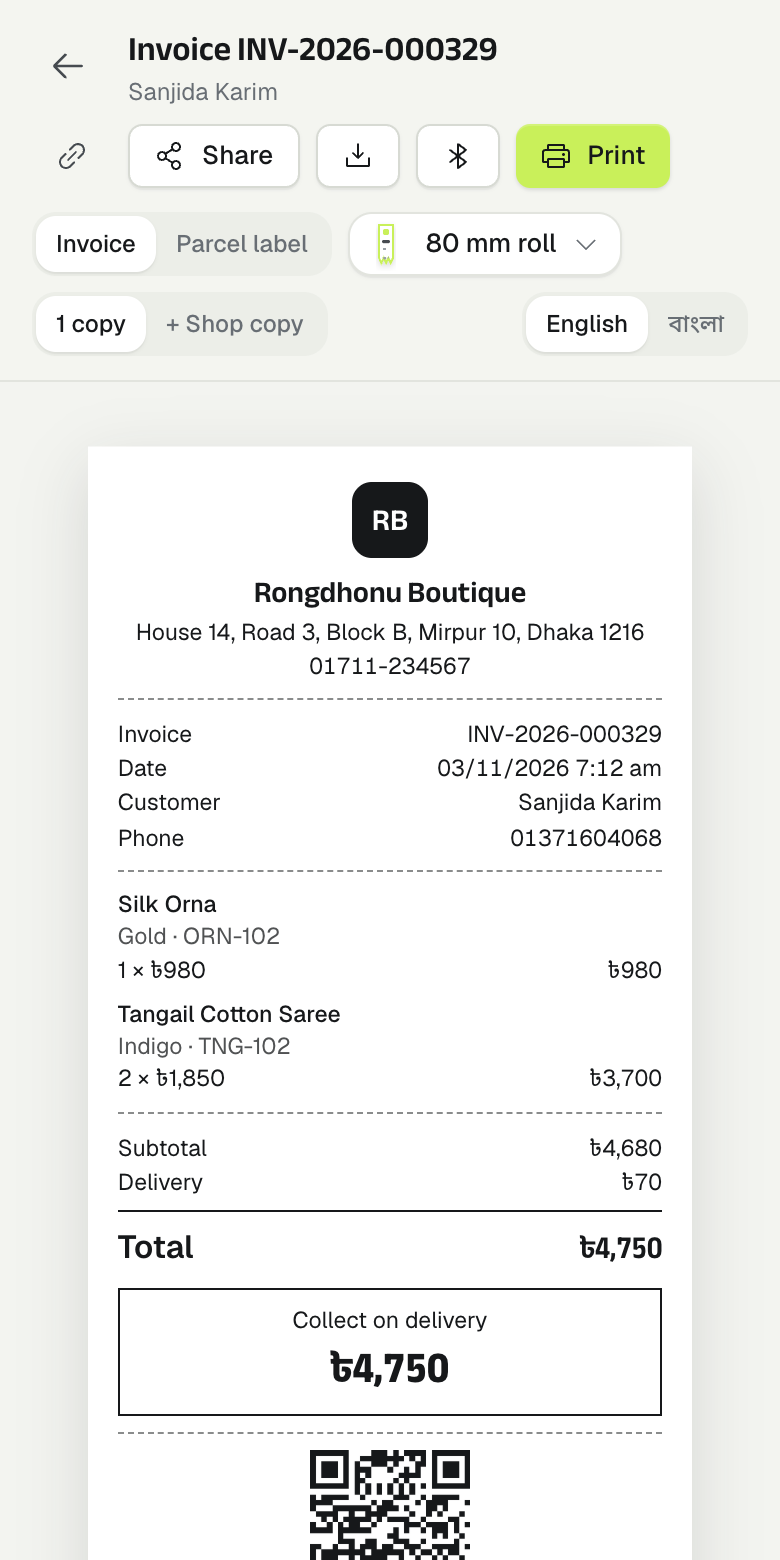 Invoice INV-2026-000329
Sanjida Karim
Share
Print
Invoice
Parcel label
80 mm roll
1 copy
+ Shop copy
English
বাংলা
RB
Rongdhonu Boutique
House 14, Road 3, Block B, Mirpur 10, Dhaka 1216
01711-234567
Invoice INV-2026-000329
Date 03/11/2026 7:12 am
Customer Sanjida Karim
Phone 01371604068
Silk Orna
Gold · ORN-102
1 × ৳980 ৳980
Tangail Cotton Saree
Indigo · TNG-102
2 × ৳1,850 ৳3,700
Subtotal ৳4,680
Delivery ৳70
Total ৳4,750
Collect on delivery
৳4,750